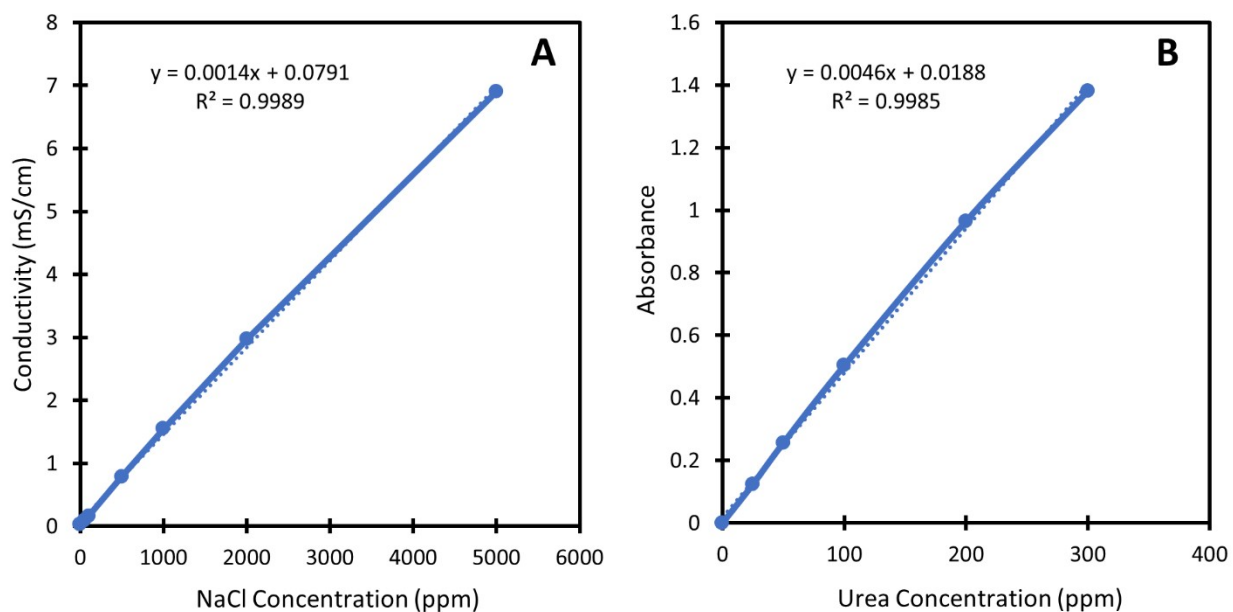 A
y = 0.0014x + 0.0791
R² = 0.9989
8
7
6
5
4
3
2
1
0
Conductivity (mS/cm)
0 1000 2000 3000 4000 5000 6000
NaCl Concentration (ppm)
B
y = 0.0046x + 0.0188
R² = 0.9985
1.6
1.4
1.2
1
0.8
0.6
0.4
0.2
0
Absorbance
0 100 200 300 400
Urea Concentration (ppm)